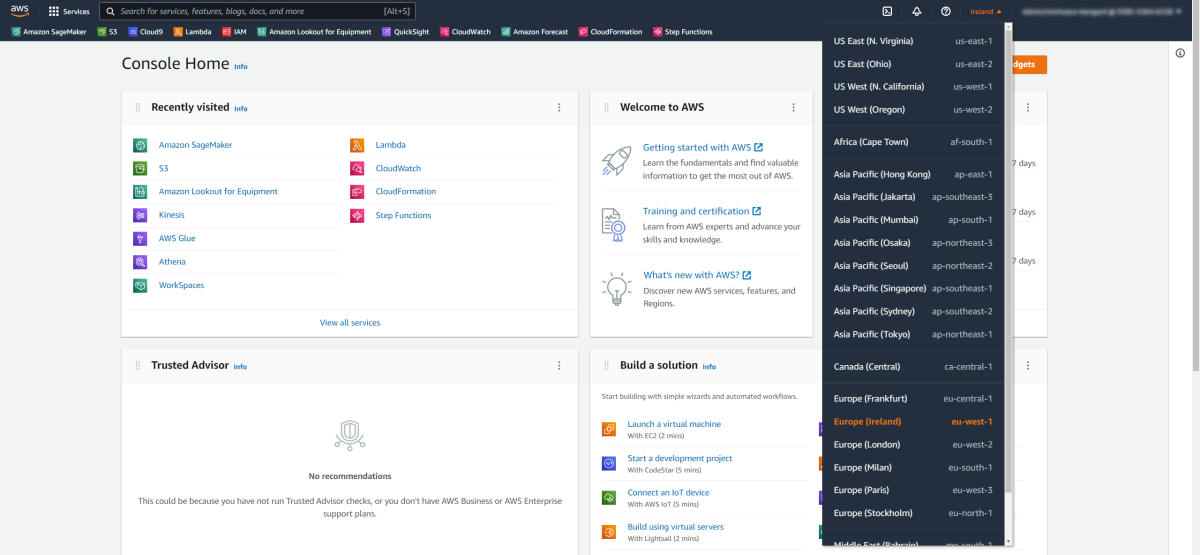 aws
Services
Search for services, features, blogs, docs, and more
[Alt+S]
Ireland
Amazon SageMaker
S3
Cloud9
Lambda
IAM
Amazon Lookout for Equipment
QuickSight
CloudWatch
Amazon Forecast
CloudFormation
Step Functions
Console Home Info
dgets
Recently visited Info
Amazon SageMaker
S3
Amazon Lookout for Equipment
Kinesis
AWS Glue
Athena
WorkSpaces
Lambda
CloudWatch
CloudFormation
Step Functions
View all services
Welcome to AWS
Getting started with AWS
Learn the fundamentals and find valuable
information to get the most out of AWS.
Training and certification
Learn from AWS experts and advance your
skills and knowledge.
What's new with AWS?
Discover new AWS services, features, and
Regions.
7 days
7 days
7 days
US East (N. Virginia) us-east-1
US East (Ohio) us-east-2
US West (N. California) us-west-1
US West (Oregon) us-west-2
Africa (Cape Town) af-south-1
Asia Pacific (Hong Kong) ap-east-1
Asia Pacific (Jakarta) ap-southeast-3
Asia Pacific (Mumbai) ap-south-1
Asia Pacific (Osaka) ap-northeast-3
Asia Pacific (Seoul) ap-northeast-2
Asia Pacific (Singapore) ap-southeast-1
Asia Pacific (Sydney) ap-southeast-2
Asia Pacific (Tokyo) ap-northeast-1
Canada (Central) ca-central-1
Europe (Frankfurt) eu-central-1
Europe (Ireland) eu-west-1
Europe (London) eu-west-2
Europe (Milan) eu-south-1
Europe (Paris) eu-west-3
Europe (Stockholm) eu-north-1
Middle East (Bahrain) me-south-1
Trusted Advisor Info
No recommendations
This could be because you have not run Trusted Advisor checks, or you don't have AWS Business or AWS Enterprise
support plans.
Build a solution Info
Start building with simple wizards and automated workflows.
Launch a virtual machine
With EC2 (2 mins)
Start a development project
With CodeStar (5 mins)
Connect an IoT device
With AWS IoT (5 mins)
Build using virtual servers
With Lightsail (2 mins)